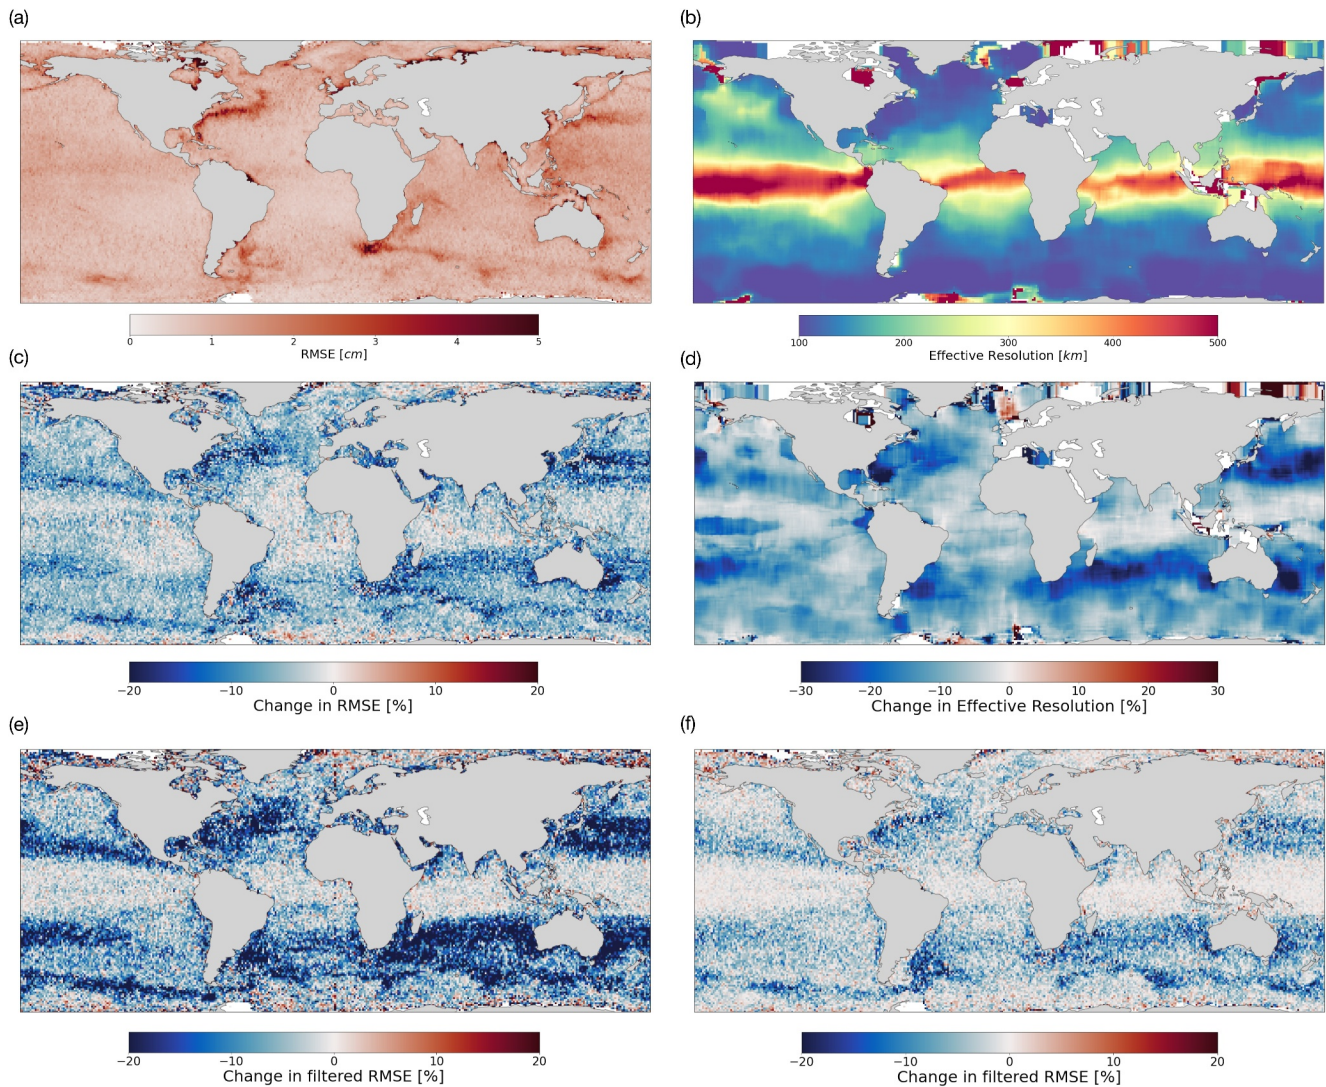 (a)
(b)
0 1 2 3 4 5
RMSE [cm]
100 200 300 400 500
Effective Resolution [km]
(c)
(d)
−20 −10 0 10 20
Change in RMSE [%]
−30 −20 −10 0 10 20 30
Change in Effective Resolution [%]
(e)
(f)
−20 −10 0 10 20
Change in filtered RMSE [%]
−20 −10 0 10 20
Change in filtered RMSE [%]